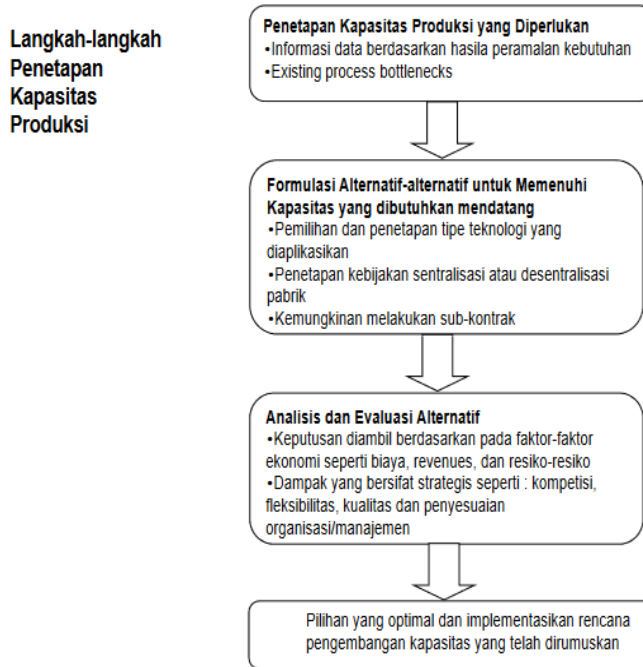 Langkah-langkah
Penetapan
Kapasitas
Produksi
Penetapan Kapasitas Produksi yang Diperlukan
•Informasi data berdasarkan hasila peramalan kebutuhan
•Existing process bottlenecks
Formulasi Alternatif-alternatif untuk Memenuhi
Kapasitas yang dibutuhkan mendatang
•Pemilihan dan penetapan tipe teknologi yang
diaplikasikan
•Penetapan kebijakan sentralisasi atau desentralisasi
pabrik
•Kemungkinan melakukan sub-kontrak
Analisis dan Evaluasi Alternatif
•Keputusan diambil berdasarkan pada faktor-faktor
ekonomi seperti biaya, revenues, dan resiko-resiko
•Dampak yang bersifat strategis seperti : kompetisi,
fleksibilitas, kualitas dan penyesuaian
organisasi/manajemen
Pilihan yang optimal dan implementasikan rencana
pengembangan kapasitas yang telah dirumuskan